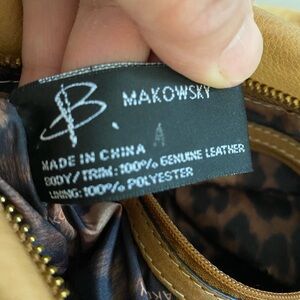 B. MAKOWSKY
A
MADE IN CHINA
BODY/TRIM: 100% GENUINE LEATHER
LINING: 100% POLYESTER